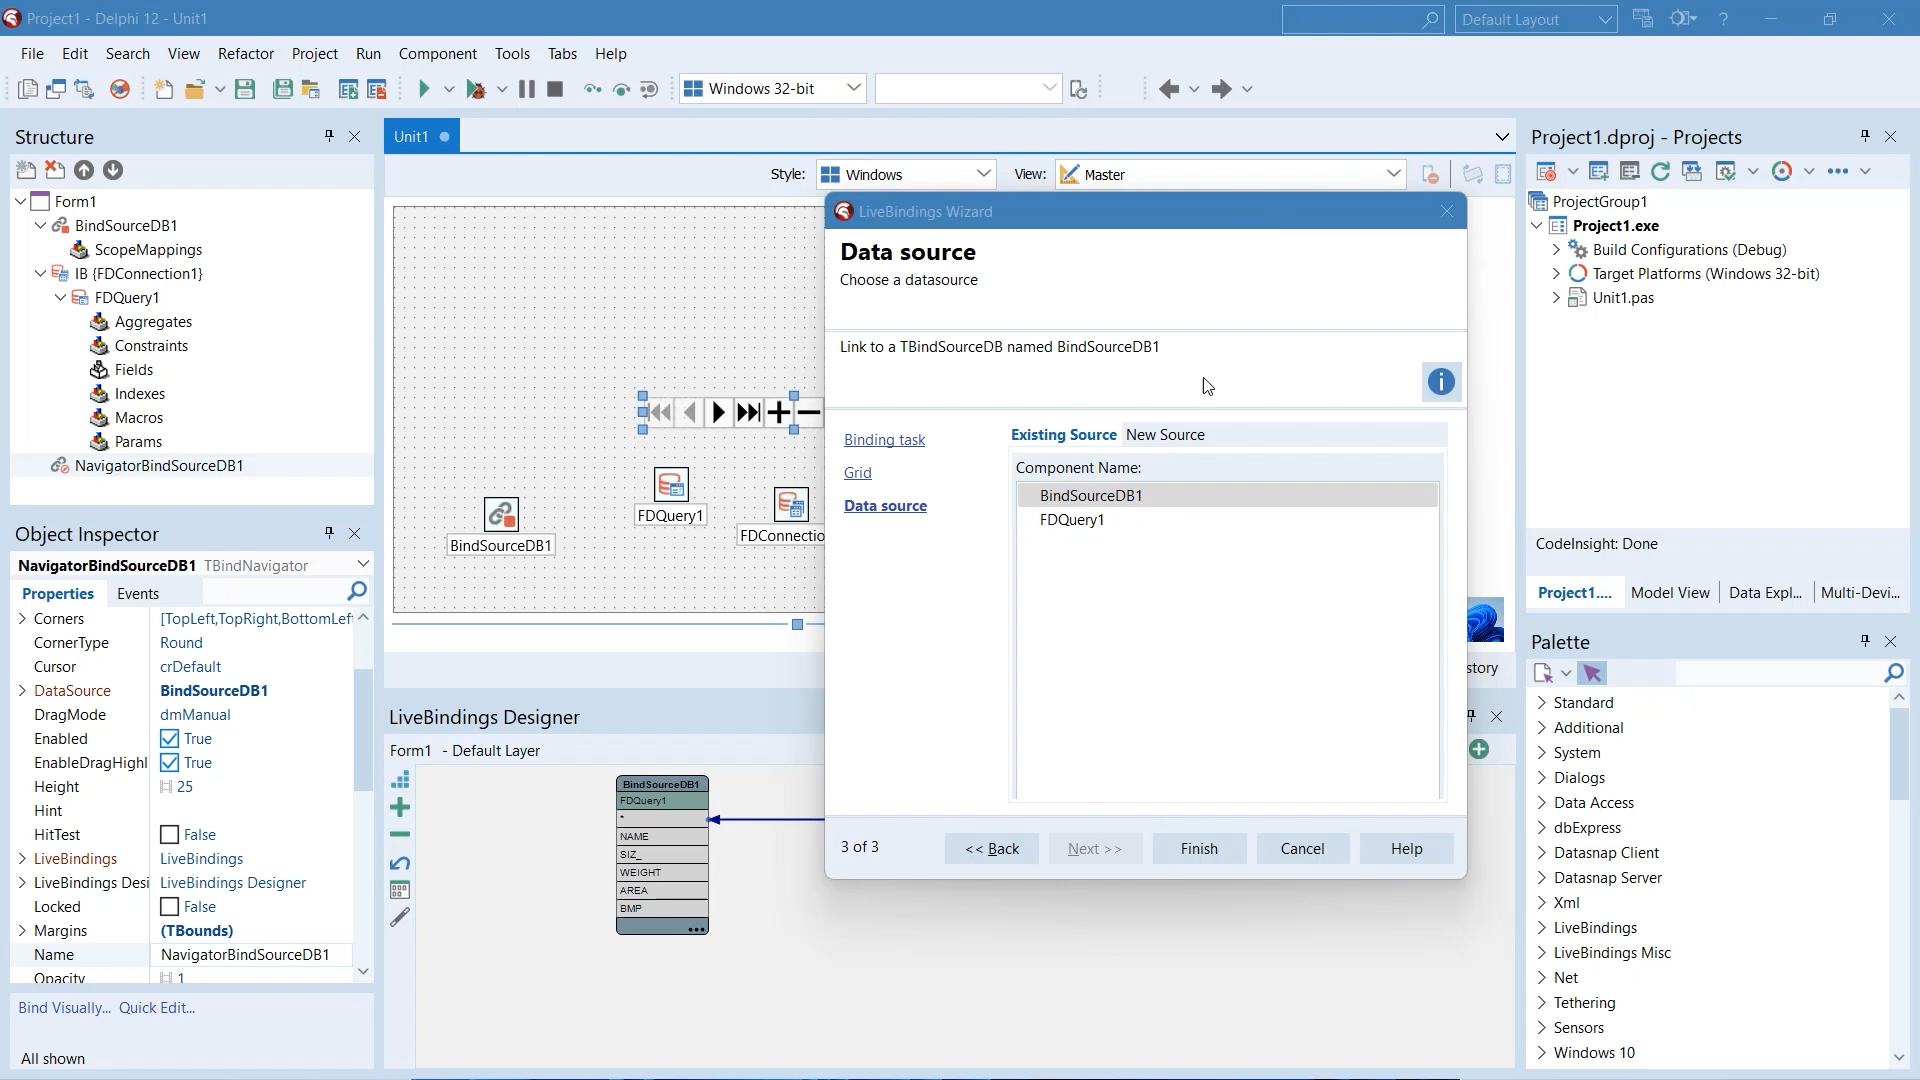 Project1 - Delphi 12 - Unit1
Default Layout
?
File Edit Search View Refactor Project Run Component Tools Tabs Help
Windows 32-bit
Structure
Form1
BindSourceDB1
ScopeMappings
IB {FDConnection1}
FDQuery1
Aggregates
Constraints
Fields
Indexes
Macros
Params
NavigatorBindSourceDB1
Object Inspector
NavigatorBindSourceDB1 TBindNavigator
Properties Events
Corners [TopLeft,TopRight,BottomLef
CornerType Round
Cursor crDefault
DataSource BindSourceDB1
DragMode dmManual
Enabled True
EnableDragHighl True
Height 25
Hint
HitTest False
LiveBindings LiveBindings
LiveBindings Desi LiveBindings Designer
Locked False
Margins (TBounds)
Name NavigatorBindSourceDB1
Opacity 1
Bind Visually... Quick Edit...
All shown
Unit1
Style: Windows View: Master
BindSourceDB1
FDQuery1
FDConnectio
story
LiveBindings Designer
Form1 - Default Layer
BindSourceDB1
FDQuery1
*
NAME
SIZ_
WEIGHT
AREA
BMP
LiveBindings Wizard
Data source
Choose a datasource
Link to a TBindSourceDB named BindSourceDB1
Binding task
Grid
Data source
Existing Source New Source
Component Name:
BindSourceDB1
FDQuery1
3 of 3 << Back Next >> Finish Cancel Help
Project1.dproj - Projects
ProjectGroup1
Project1.exe
Build Configurations (Debug)
Target Platforms (Windows 32-bit)
Unit1.pas
CodeInsight: Done
Project1.... Model View Data Expl... Multi-Devi...
Palette
Standard
Additional
System
Dialogs
Data Access
dbExpress
Datasnap Client
Datasnap Server
Xml
LiveBindings
LiveBindings Misc
Net
Tethering
Sensors
Windows 10